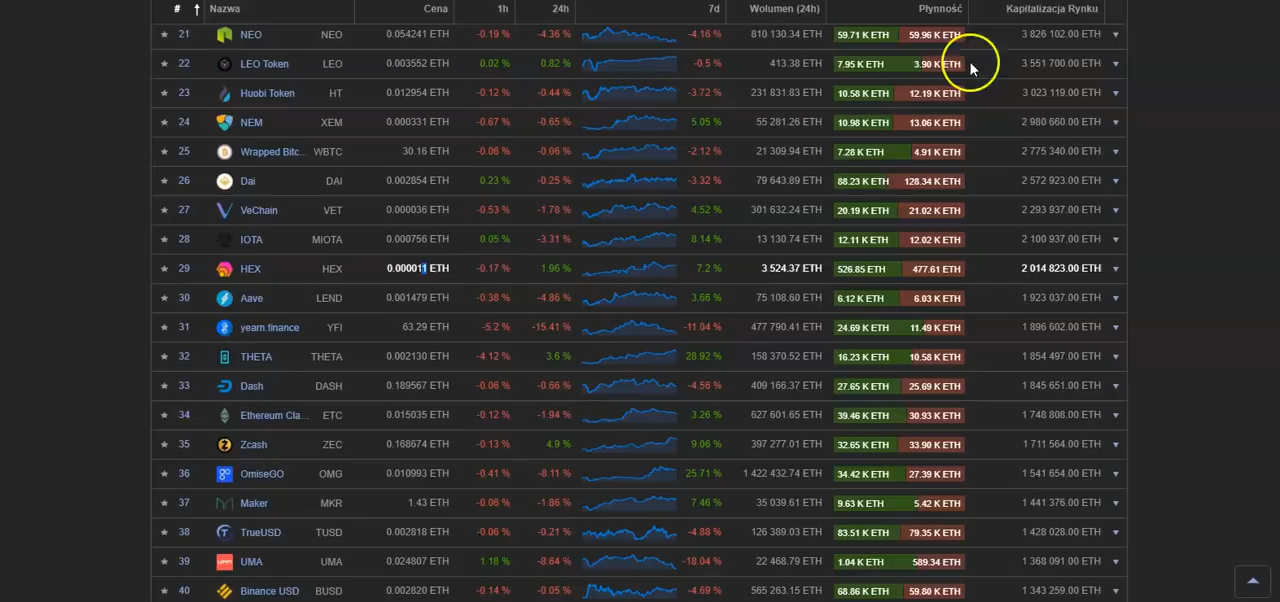 # Nazwa Cena 1h 24h 7d Wolumen (24h) Płynność Kapitalizacja Rynku
21 NEO NEO 0.054241 ETH -0.19 % -4.36 % -4.16 % 810 130.34 ETH 59.71 K ETH 59.96 K ETH 3 826 102.00 ETH
22 LEO Token LEO 0.003552 ETH 0.02 % 0.82 % -0.5 % 413.38 ETH 7.95 K ETH 3.90 K ETH 3 551 700.00 ETH
23 Huobi Token HT 0.012954 ETH -0.12 % -0.44 % -3.72 % 231 831.83 ETH 10.58 K ETH 12.19 K ETH 3 023 119.00 ETH
24 NEM XEM 0.000331 ETH -0.67 % -0.65 % 5.05 % 55 281.26 ETH 10.98 K ETH 13.06 K ETH 2 980 660.00 ETH
25 Wrapped Bitc... WBTC 30.16 ETH -0.06 % -0.06 % -2.12 % 21 309.94 ETH 7.28 K ETH 4.91 K ETH 2 775 340.00 ETH
26 Dai DAI 0.002854 ETH 0.23 % -0.25 % -3.32 % 79 643.89 ETH 88.23 K ETH 128.34 K ETH 2 572 923.00 ETH
27 VeChain VET 0.000036 ETH -0.53 % -1.78 % 4.52 % 301 632.24 ETH 20.19 K ETH 21.02 K ETH 2 293 937.00 ETH
28 IOTA MIOTA 0.000756 ETH 0.05 % -3.31 % 8.14 % 13 130.74 ETH 12.11 K ETH 12.02 K ETH 2 100 937.00 ETH
29 HEX HEX 0.000011 ETH -0.17 % 1.96 % 7.2 % 3 524.37 ETH 526.85 ETH 477.61 ETH 2 014 823.00 ETH
30 Aave LEND 0.001479 ETH -0.38 % -4.86 % 3.66 % 75 108.60 ETH 6.12 K ETH 6.03 K ETH 1 923 037.00 ETH
31 yearn.finance YFI 63.29 ETH -5.2 % -15.41 % -11.04 % 477 790.41 ETH 24.69 K ETH 11.49 K ETH 1 896 602.00 ETH
32 THETA THETA 0.002130 ETH -4.12 % 3.6 % 28.92 % 158 370.52 ETH 16.23 K ETH 10.58 K ETH 1 854 497.00 ETH
33 Dash DASH 0.189567 ETH -0.06 % -0.66 % -4.56 % 409 166.37 ETH 27.65 K ETH 25.69 K ETH 1 845 651.00 ETH
34 Ethereum Cla... ETC 0.015035 ETH -0.12 % -1.94 % 3.26 % 627 601.65 ETH 39.46 K ETH 30.93 K ETH 1 748 808.00 ETH
35 Zcash ZEC 0.168674 ETH -0.13 % 4.9 % 9.06 % 397 277.01 ETH 32.65 K ETH 33.90 K ETH 1 711 564.00 ETH
36 OmiseGO OMG 0.010993 ETH -0.41 % -8.11 % 25.71 % 1 422 432.74 ETH 34.42 K ETH 27.39 K ETH 1 541 654.00 ETH
37 Maker MKR 1.43 ETH -0.06 % -1.86 % 7.46 % 35 039.61 ETH 9.63 K ETH 5.42 K ETH 1 441 376.00 ETH
38 TrueUSD TUSD 0.002818 ETH -0.06 % -0.21 % -4.88 % 126 389.03 ETH 83.51 K ETH 79.35 K ETH 1 428 028.00 ETH
39 UMA UMA 0.024807 ETH 1.18 % -8.64 % -18.04 % 22 468.79 ETH 1.04 K ETH 589.34 ETH 1 368 091.00 ETH
40 Binance USD BUSD 0.002820 ETH -0.14 % -0.05 % -4.69 % 565 263.15 ETH 68.86 K ETH 59.80 K ETH 1 343 259.00 ETH